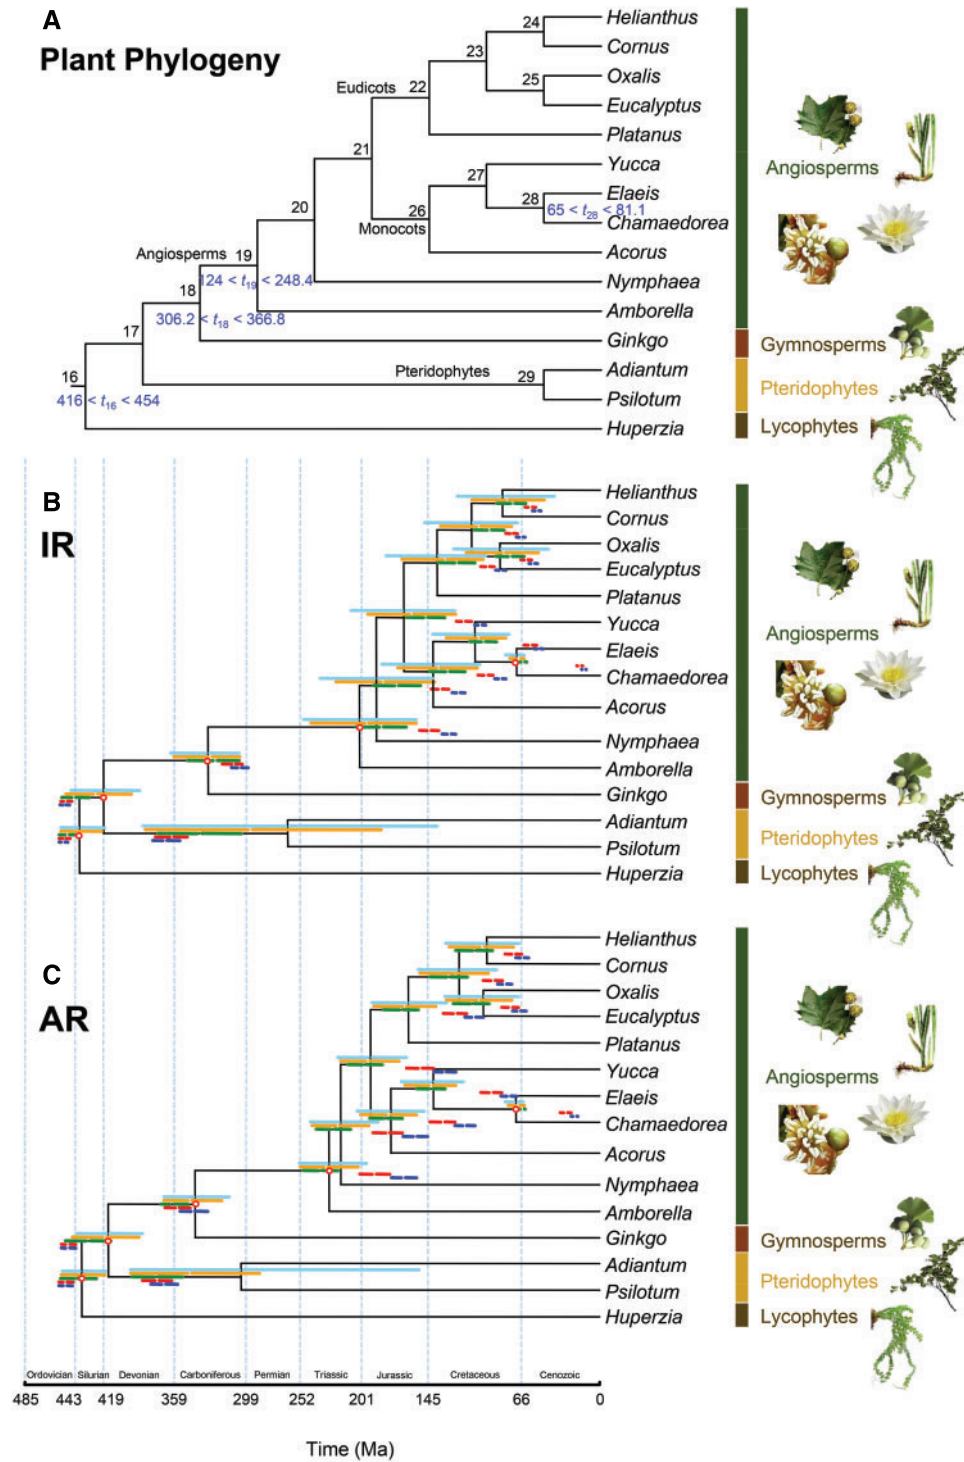 A
Plant Phylogeny
24
Helianthus
Cornus
23
Oxalis
25
Eucalyptus
Eudicots
22
Platanus
21
Yucca
27
Elaeis
28
65 < t28 < 81.1
Chamaedorea
26
Monocots
Acorus
20
Nymphaea
Angiosperms
19
124 < t19 < 248.4
Amborella
18
306.2 < t18 < 366.8
Ginkgo
17
Pteridophytes
29
Adiantum
Psilotum
16
416 < t16 < 454
Huperzia
Angiosperms
Gymnosperms
Pteridophytes
Lycophytes
B
IR
Helianthus
Cornus
Oxalis
Eucalyptus
Platanus
Yucca
Elaeis
Chamaedorea
Acorus
Nymphaea
Amborella
Ginkgo
Adiantum
Psilotum
Huperzia
Angiosperms
Gymnosperms
Pteridophytes
Lycophytes
C
AR
Helianthus
Cornus
Oxalis
Eucalyptus
Platanus
Yucca
Elaeis
Chamaedorea
Acorus
Nymphaea
Amborella
Ginkgo
Adiantum
Psilotum
Huperzia
Angiosperms
Gymnosperms
Pteridophytes
Lycophytes
Ordovician Silurian Devonian Carboniferous Permian Triassic Jurassic Cretaceous Cenozoic
485 443 419 359 299 252 201 145 66 0
Time (Ma)